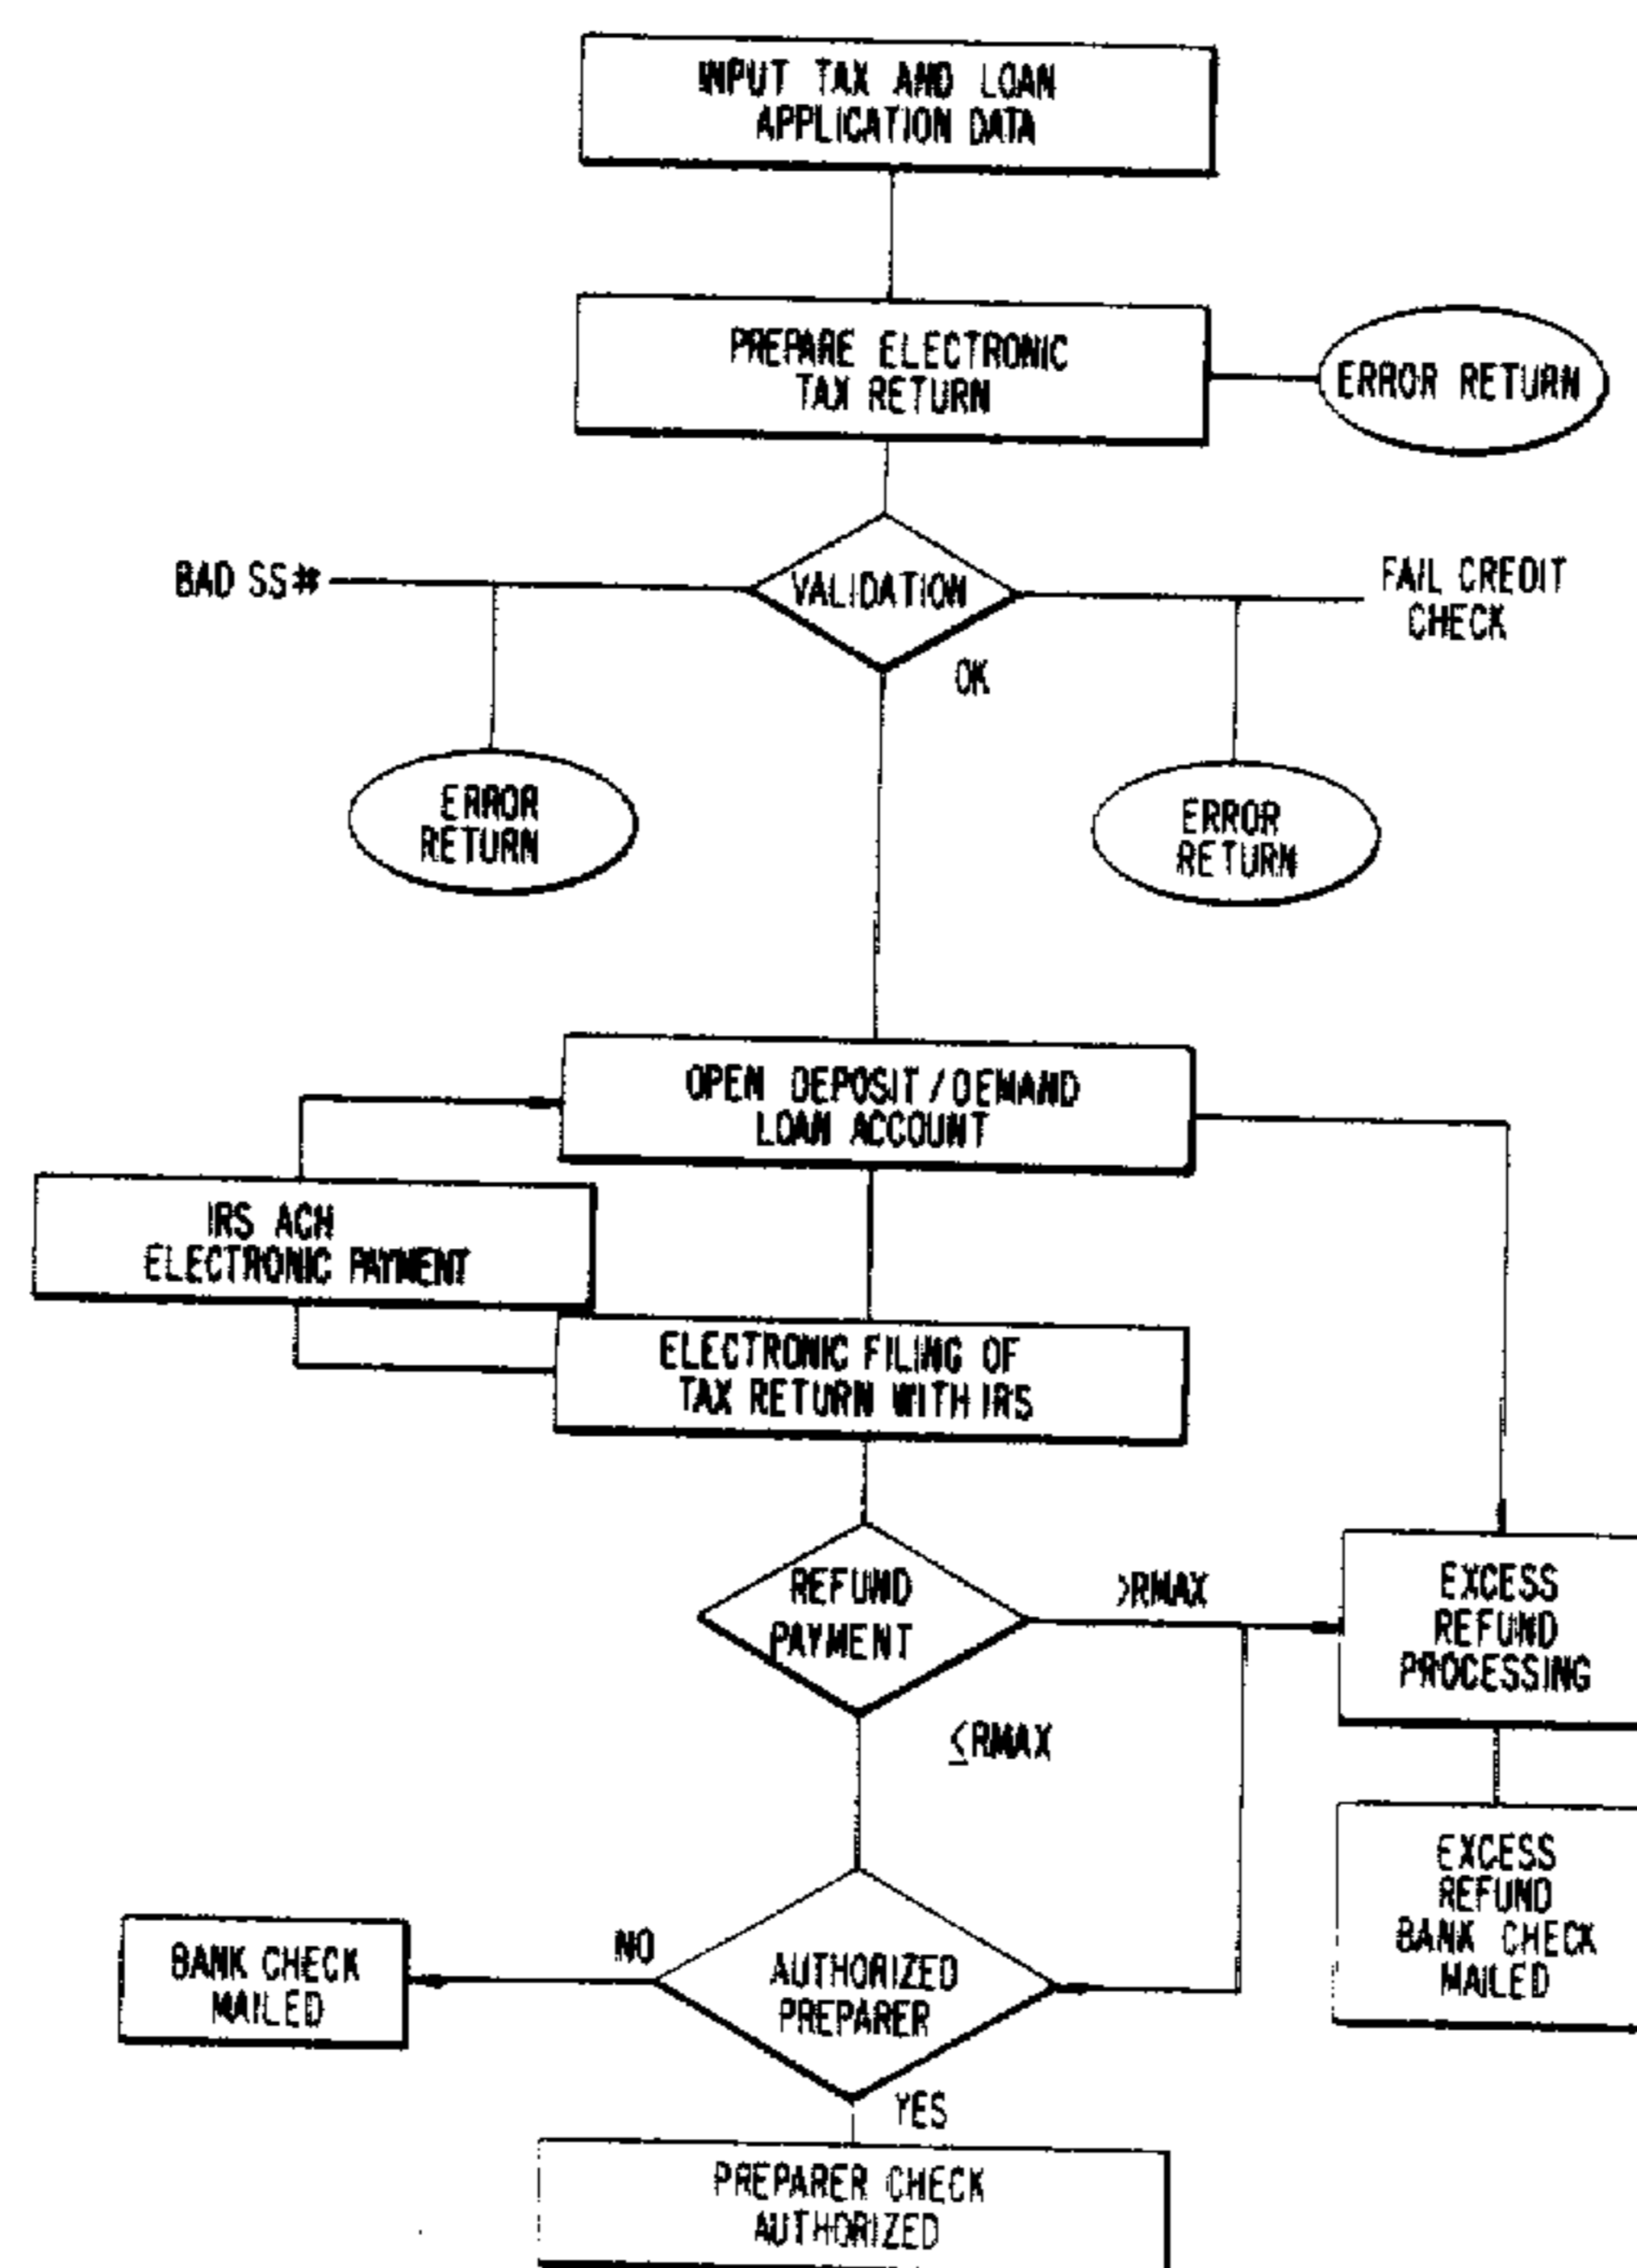 INPUT TAX AND LOAN
APPLICATION DATA
PREPARE ELECTRONIC
TAX RETURN
ERROR RETURN
BAD SS#
VALIDATION
FAIL CREDIT
CHECK
OK
ERROR
RETURN
ERROR
RETURN
OPEN DEPOSIT/DEMAND
LOAN ACCOUNT
IRS ACH
ELECTRONIC PAYMENT
ELECTRONIC FILING OF
TAX RETURN WITH IRS
REFUND
PAYMENT
>RMAX
≤RMAX
EXCESS
REFUND
PROCESSING
EXCESS
REFUND
BANK CHECK
MAILED
NO
BANK CHECK
MAILED
AUTHORIZED
PREPARER
YES
PREPARER CHECK
AUTHORIZED